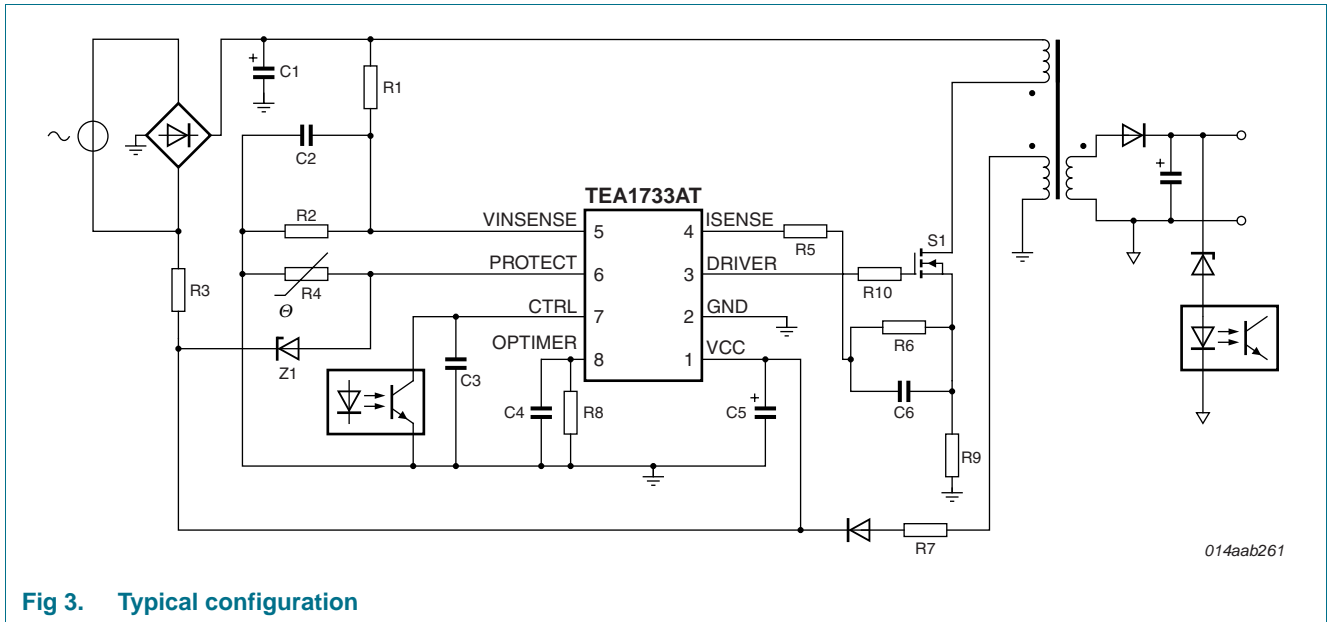 C1
R1
C2
TEA1733AT
R2
VINSENSE
5
4
ISENSE
R5
S1
PROTECT
6
3
DRIVER
R3
R4
Θ
R10
CTRL
7
2
GND
OPTIMER
R6
8
1
VCC
Z1
C3
C4
R8
C5
C6
R9
R7
014aab261
Fig 3. Typical configuration